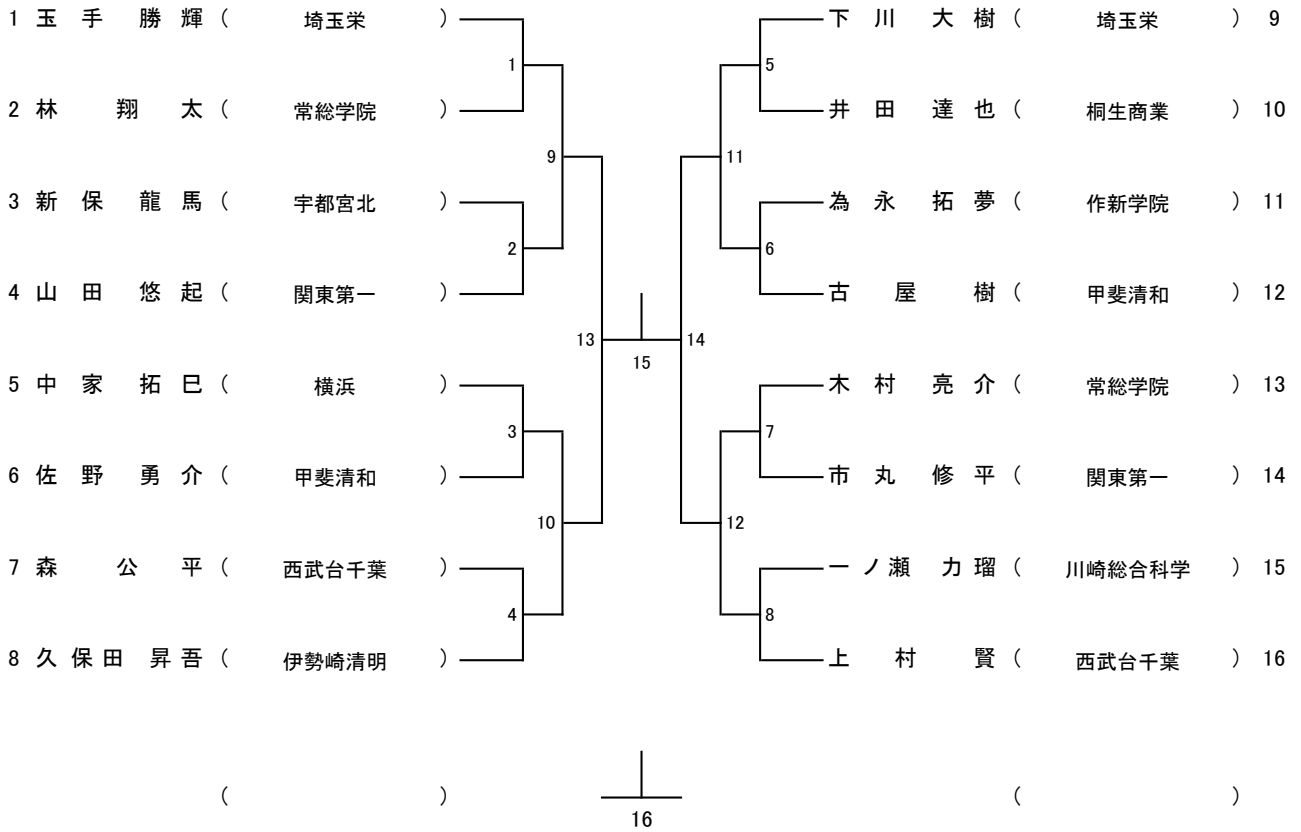 1 玉手 勝輝 ( 埼玉栄 ) 下川 大樹 ( 埼玉栄 ) 9
1 5
2 林 翔太 ( 常総学院 ) 井田 達也 ( 桐生商業 ) 10
9 11
3 新保 龍馬 ( 宇都宮北 ) 為永 拓夢 ( 作新学院 ) 11
2 6
4 山田 悠起 ( 関東第一 ) 古屋 樹 ( 甲斐清和 ) 12
13 14
15
5 中家 拓巳 ( 横浜 ) 木村 亮介 ( 常総学院 ) 13
3 7
6 佐野 勇介 ( 甲斐清和 ) 市丸 修平 ( 関東第一 ) 14
10 12
7 森 公平 ( 西武台千葉 ) 一ノ瀬 力瑠 ( 川崎総合科学 ) 15
4 8
8 久保田 昇吾 ( 伊勢崎清明 ) 上村 賢 ( 西武台千葉 ) 16
( ) ( )
16